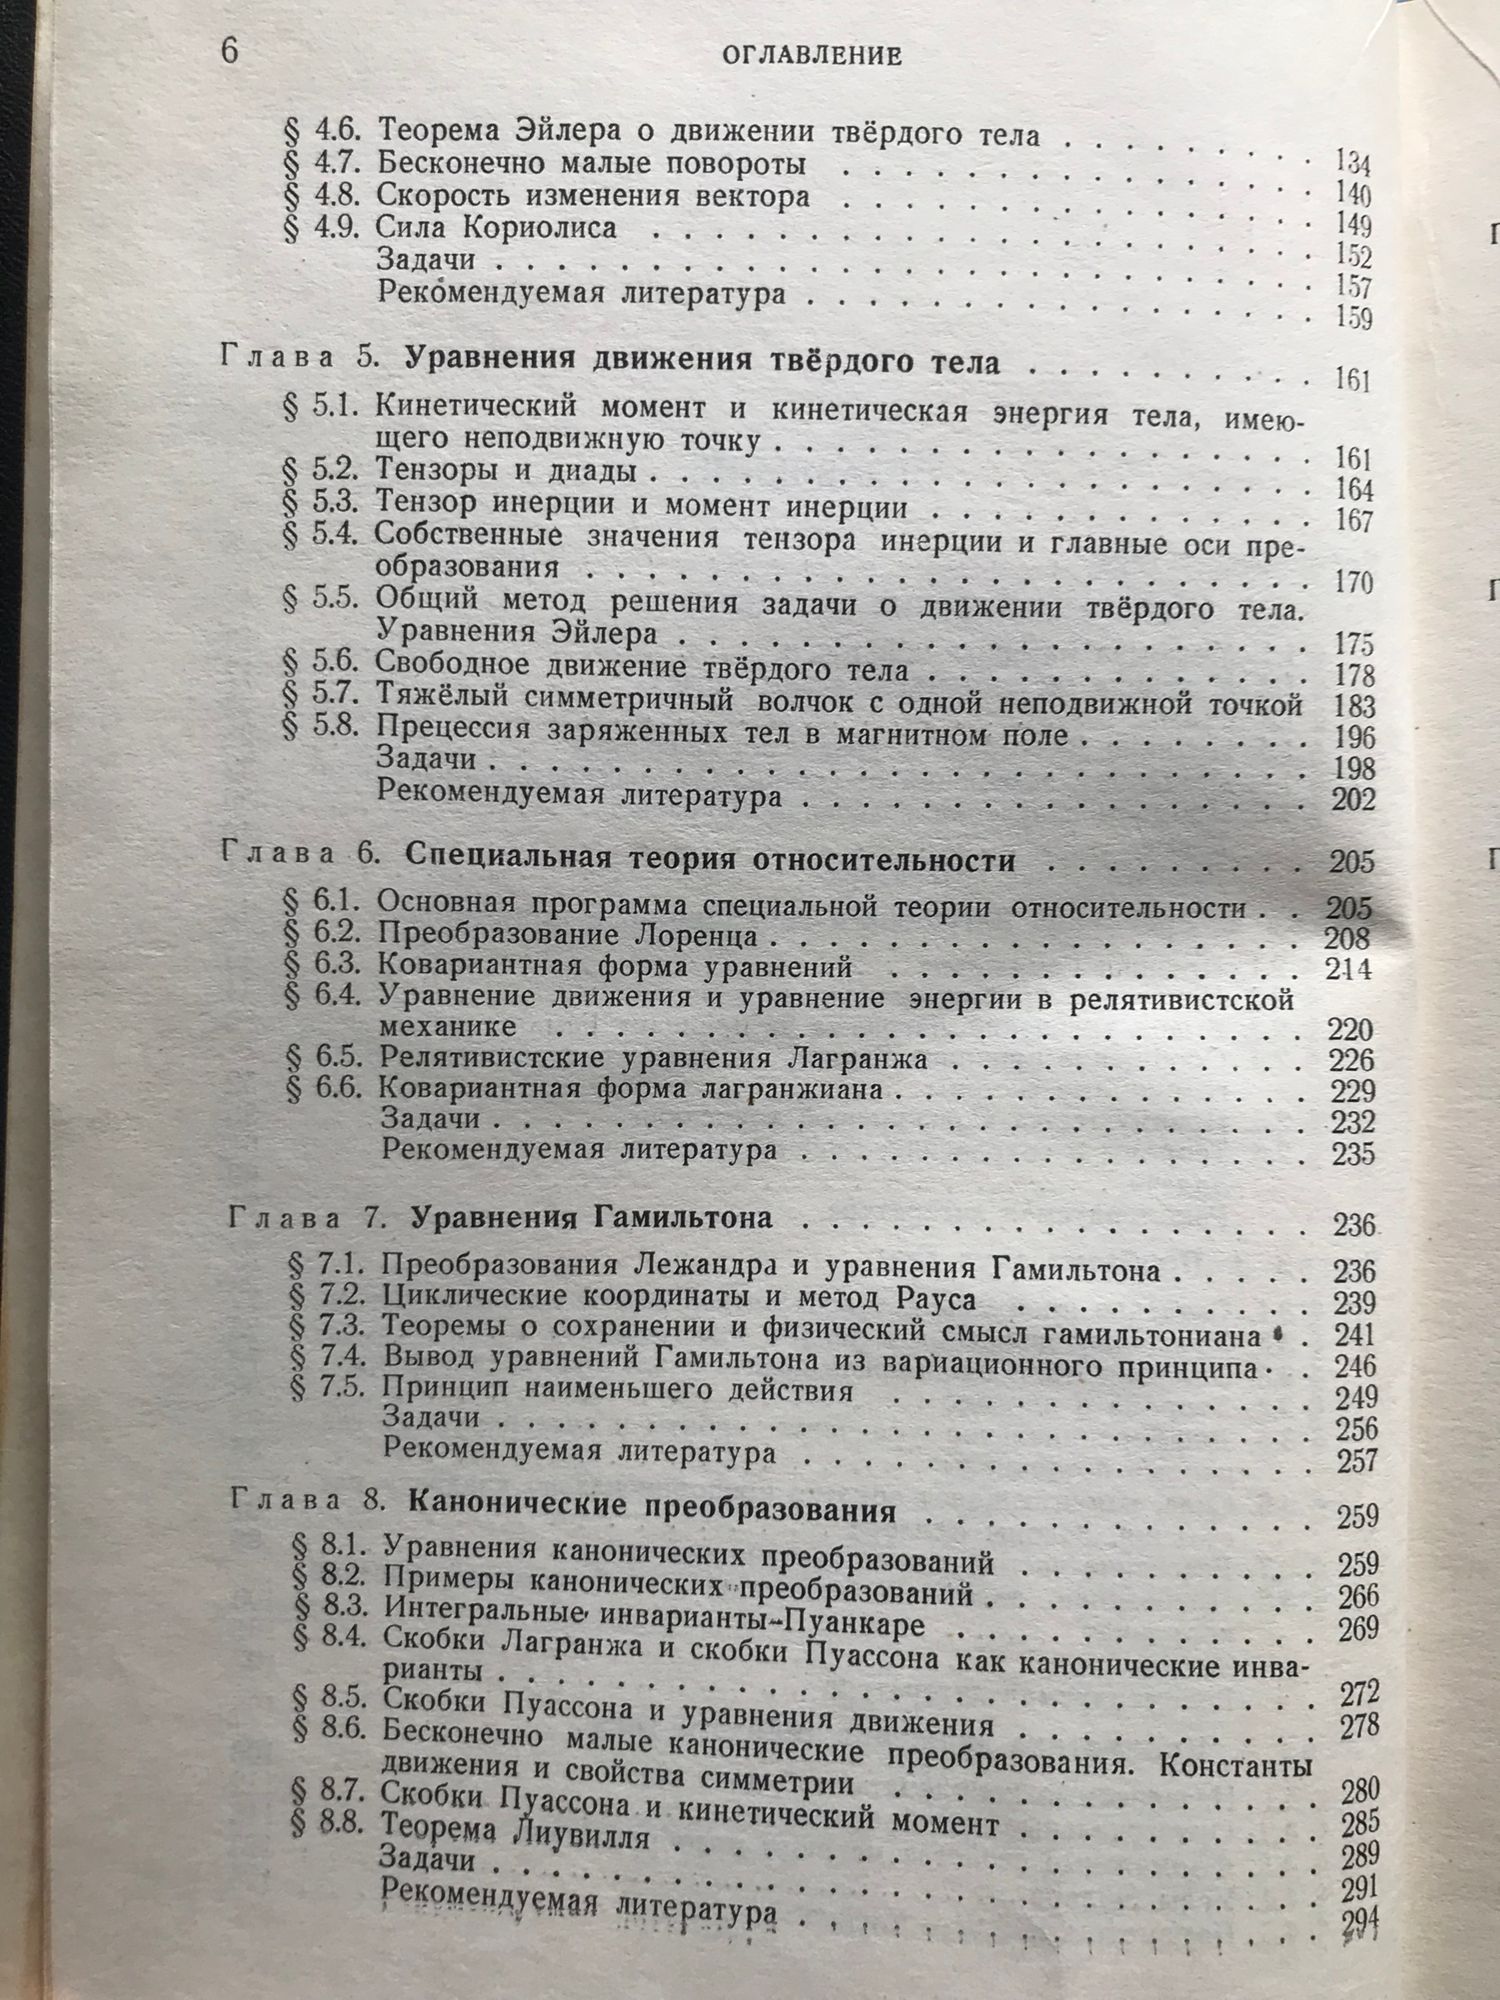 6 ОГЛАВЛЕНИЕ
§ 4.6. Теорема Эйлера о движении твёрдого тела . . . . . . . . 134
§ 4.7. Бесконечно малые повороты . . . . . . . . . . . . . . . 140
§ 4.8. Скорость изменения вектора . . . . . . . . . . . . . . . 149
§ 4.9. Сила Кориолиса . . . . . . . . . . . . . . . . . . . . . 152
Задачи . . . . . . . . . . . . . . . . . . . . . . . . . . 157
Рекомендуемая литература . . . . . . . . . . . . . . . . 159
Глава 5. Уравнения движения твёрдого тела . . . . . . . . . . 161
§ 5.1. Кинетический момент и кинетическая энергия тела, имею-
щего неподвижную точку . . . . . . . . . . . . . . . . . 161
§ 5.2. Тензоры и диады . . . . . . . . . . . . . . . . . . . . . 164
§ 5.3. Тензор инерции и момент инерции . . . . . . . . . . . . 167
§ 5.4. Собственные значения тензора инерции и главные оси пре-
образования . . . . . . . . . . . . . . . . . . . . . . . 170
§ 5.5. Общий метод решения задачи о движении твёрдого тела.
Уравнения Эйлера . . . . . . . . . . . . . . . . . . . . 175
§ 5.6. Свободное движение твёрдого тела . . . . . . . . . . . . 178
§ 5.7. Тяжёлый симметричный волчок с одной неподвижной точкой 183
§ 5.8. Прецессия заряженных тел в магнитном поле . . . . . . . 196
Задачи . . . . . . . . . . . . . . . . . . . . . . . . . . 198
Рекомендуемая литература . . . . . . . . . . . . . . . . 202
Глава 6. Специальная теория относительности . . . . . . . . . 205
§ 6.1. Основная программа специальной теории относительности . . 205
§ 6.2. Преобразование Лоренца . . . . . . . . . . . . . . . . . 208
§ 6.3. Ковариантная форма уравнений . . . . . . . . . . . . . 214
§ 6.4. Уравнение движения и уравнение энергии в релятивистской
механике . . . . . . . . . . . . . . . . . . . . . . . . . 220
§ 6.5. Релятивистские уравнения Лагранжа . . . . . . . . . . . 226
§ 6.6. Ковариантная форма лагранжиана . . . . . . . . . . . . . 229
Задачи . . . . . . . . . . . . . . . . . . . . . . . . . . 232
Рекомендуемая литература . . . . . . . . . . . . . . . . 235
Глава 7. Уравнения Гамильтона . . . . . . . . . . . . . . . . . 236
§ 7.1. Преобразования Лежандра и уравнения Гамильтона . . . . . 236
§ 7.2. Циклические координаты и метод Рауса . . . . . . . . . . 239
§ 7.3. Теоремы о сохранении и физический смысл гамильтониана . . 241
§ 7.4. Вывод уравнений Гамильтона из вариационного принципа . . 246
§ 7.5. Принцип наименьшего действия . . . . . . . . . . . . . . 249
Задачи . . . . . . . . . . . . . . . . . . . . . . . . . . 256
Рекомендуемая литература . . . . . . . . . . . . . . . . 257
Глава 8. Канонические преобразования . . . . . . . . . . . . . 259
§ 8.1. Уравнения канонических преобразований . . . . . . . . . . 259
§ 8.2. Примеры канонических преобразований . . . . . . . . . . . 266
§ 8.3. Интегральные инварианты Пуанкаре . . . . . . . . . . . . 269
§ 8.4. Скобки Лагранжа и скобки Пуассона как канонические инва-
рианты . . . . . . . . . . . . . . . . . . . . . . . . . . 272
§ 8.5. Скобки Пуассона и уравнения движения . . . . . . . . . . 278
§ 8.6. Бесконечно малые канонические преобразования. Константы
движения и свойства симметрии . . . . . . . . . . . . . . 280
§ 8.7. Скобки Пуассона и кинетический момент . . . . . . . . . . 285
§ 8.8. Теорема Лиувилля . . . . . . . . . . . . . . . . . . . . 289
Задачи . . . . . . . . . . . . . . . . . . . . . . . . . . 291
Рекомендуемая литература . . . . . . . . . . . . . . . . 294